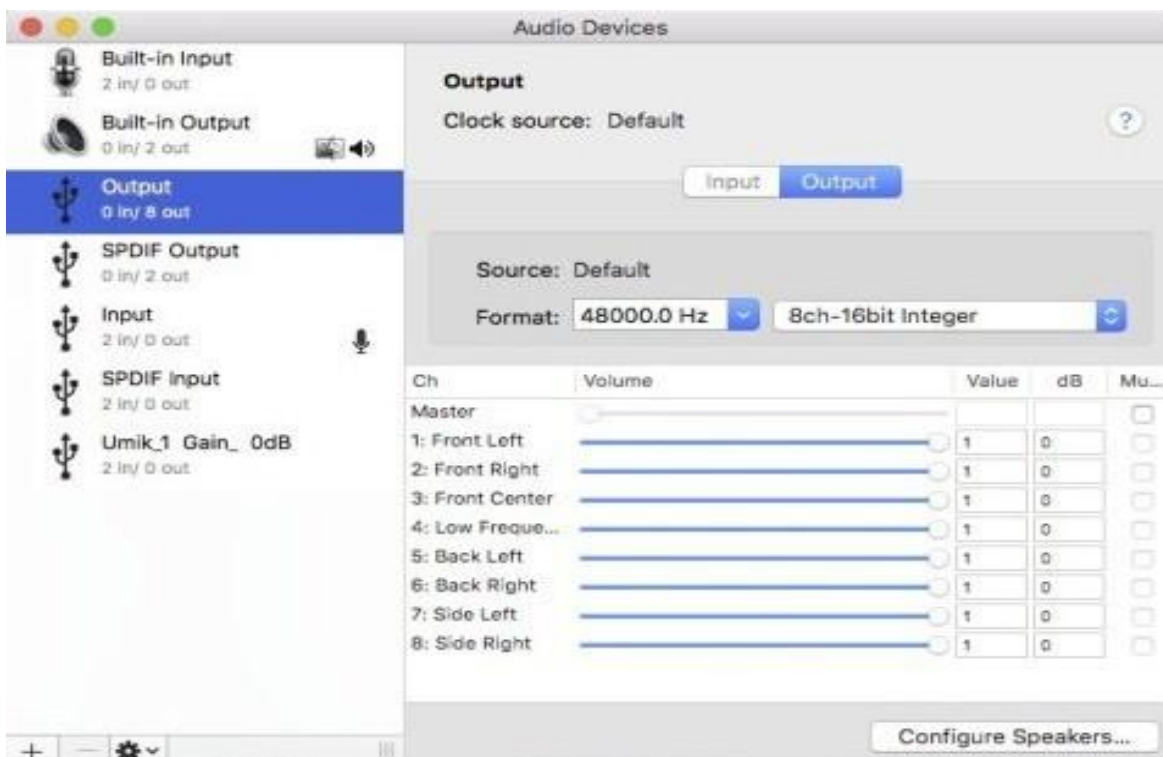 Audio Devices
Built-in Input
2 in/ 0 out
Built-in Output
0 in/ 2 out
Output
0 in/ 8 out
SPDIF Output
0 in/ 2 out
Input
2 in/ 0 out
SPDIF Input
2 in/ 0 out
Umik_1 Gain_ 0dB
2 in/ 0 out
Output
Clock source: Default
?
Input Output
Source: Default
Format: 48000.0 Hz 8ch-16bit Integer
Ch Volume Value dB Mu...
Master
1: Front Left 1 0
2: Front Right 1 0
3: Front Center 1 0
4: Low Freque... 1 0
5: Back Left 1 0
6: Back Right 1 0
7: Side Left 1 0
8: Side Right 1 0
Configure Speakers...